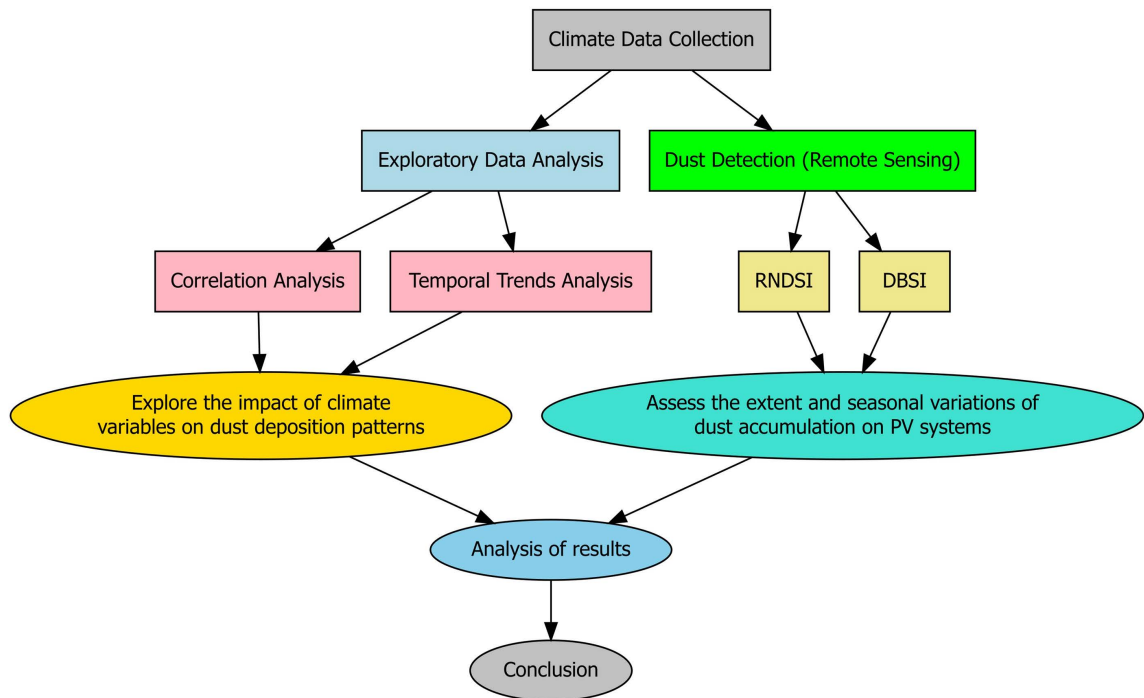 Climate Data Collection
Exploratory Data Analysis
Dust Detection (Remote Sensing)
Correlation Analysis
Temporal Trends Analysis
RNDSI
DBSI
Explore the impact of climate
variables on dust deposition patterns
Assess the extent and seasonal variations of
dust accumulation on PV systems
Analysis of results
Conclusion